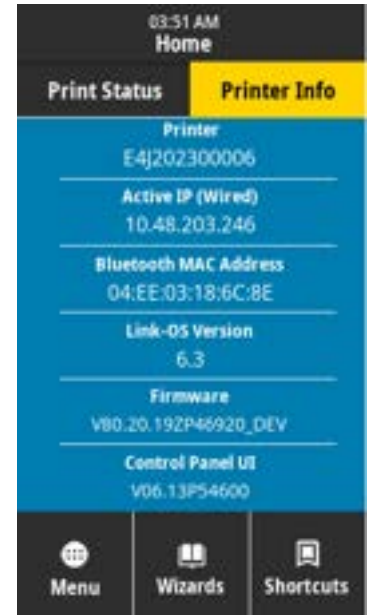 03:51 AM
Home
Print Status
Printer Info
Printer
E4J202300006
Active IP (Wired)
10.48.203.246
Bluetooth MAC Address
04:EE:03:18:6C:8E
Link-OS Version
6.3
Firmware
V80.20.19ZP46920_DEV
Control Panel UI
V06.13P54600
Menu
Wizards
Shortcuts